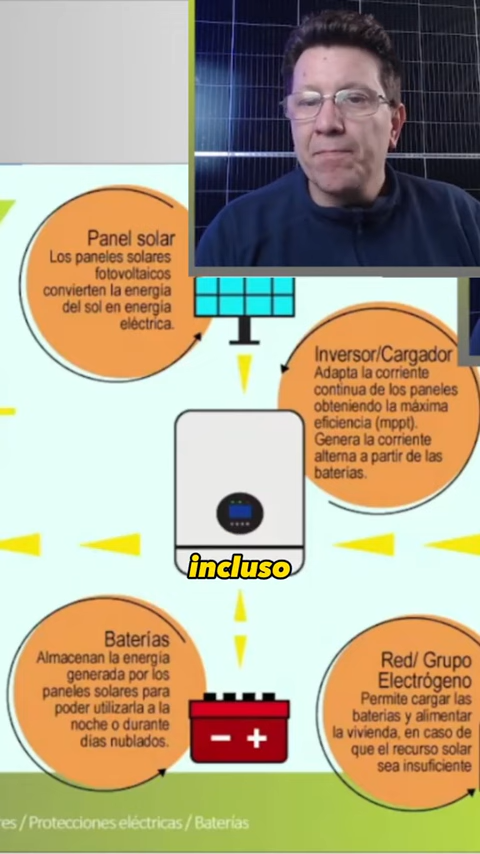 Panel solar
Los paneles solares
fotovoltaicos
convierten la energía
del sol en energía
eléctrica.
Inversor/Cargador
Adapta la corriente
continua de los paneles
obteniendo la máxima
eficiencia (mppt).
Genera la corriente
alterna a partir de las
baterías.
incluso
Baterías
Almacenan la energía
generada por los
paneles solares para
poder utilizarla a la
noche o durante
días nublados.
Red/ Grupo
Electrógeno
Permite cargar las
baterias y alimentar
la vivienda, en caso de
que el recurso solar
sea insuficiente
res / Protecciones eléctricas / Baterías